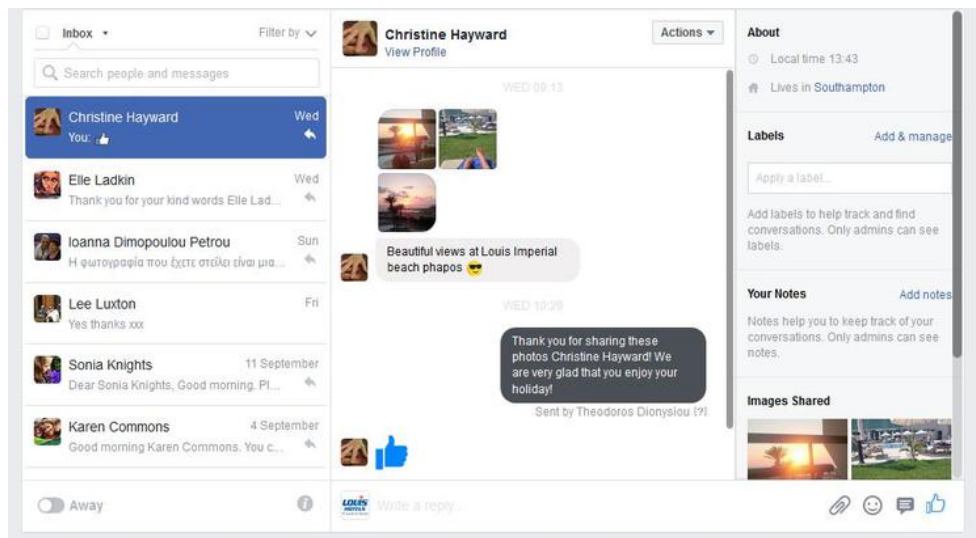 Inbox
Filter by
Search people and messages
Christine Hayward
Wed
You:
Elle Ladkin
Wed
Thank you for your kind words Elle Lad...
Ioanna Dimopoulou Petrou
Sun
Η φωτογραφία που έχετε στείλει είναι μια...
Lee Luxton
Fri
Yes thanks xxx
Sonia Knights
11 September
Dear Sonia Knights, Good morning. Pl...
Karen Commons
4 September
Good morning Karen Commons. You c...
Away
Christine Hayward
View Profile
Actions
WED 09:13
Beautiful views at Louis Imperial
beach phapos 😎
WED 10:29
Thank you for sharing these
photos Christine Hayward! We
are very glad that you enjoy your
holiday!
Sent by Theodoros Dionysiou [?]
LOUIS
HOTELS
Write a reply...
About
Local time 13:43
Lives in Southampton
Labels
Add & manage
Apply a label...
Add labels to help track and find
conversations. Only admins can see
labels.
Your Notes
Add notes
Notes help you to keep track of your
conversations. Only admins can see
notes.
Images Shared